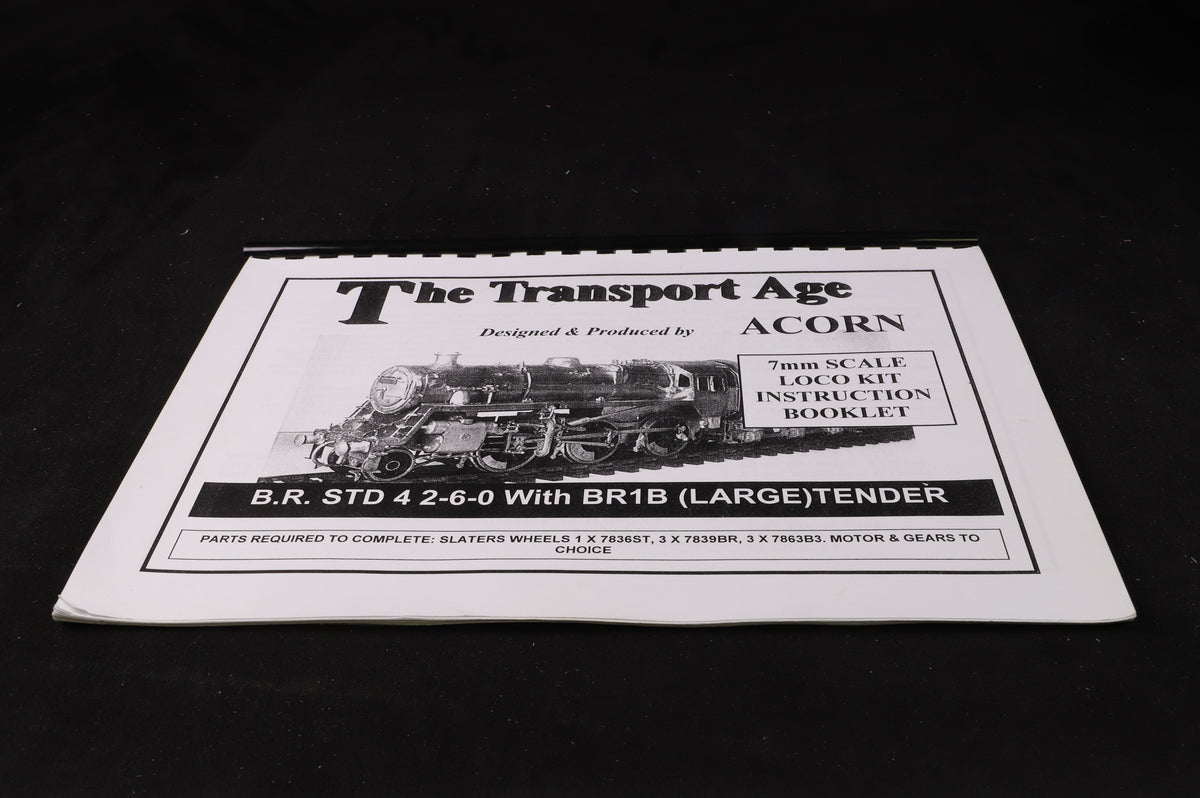 The Transport Age
Designed & Produced by ACORN
7mm SCALE
LOCO KIT
INSTRUCTION
BOOKLET
B.R. STD 4 2-6-0 With BR1B (LARGE)TENDER
PARTS REQUIRED TO COMPLETE: SLATERS WHEELS 1 X 7836ST, 3 X 7839BR, 3 X 7863B3. MOTOR & GEARS TO
CHOICE